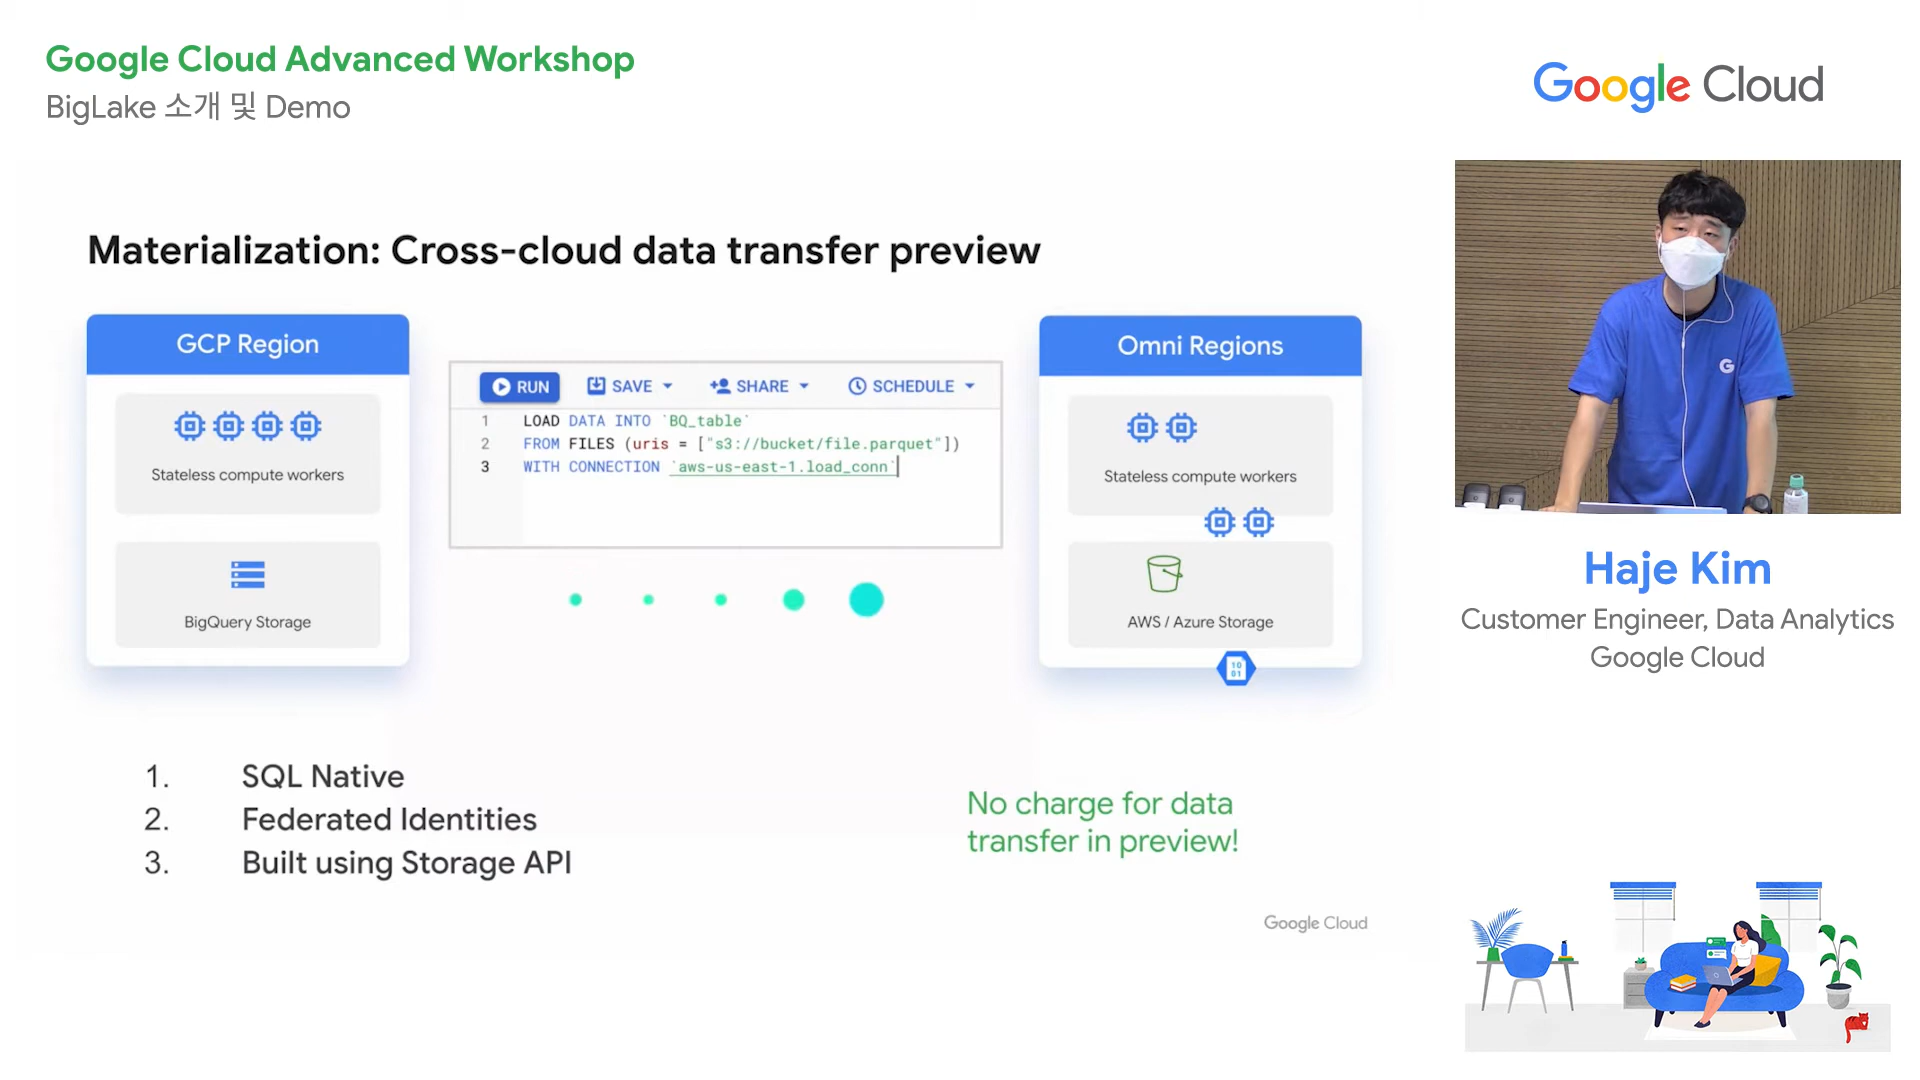 Google Cloud Advanced Workshop
BigLake 소개 및 Demo
Google Cloud
Materialization: Cross-cloud data transfer preview
GCP Region
Stateless compute workers
BigQuery Storage
RUN SAVE SHARE SCHEDULE
1 LOAD DATA INTO `BQ_table`
2 FROM FILES (uris = ["s3://bucket/file.parquet"])
3 WITH CONNECTION `aws-us-east-1.load_conn`
Omni Regions
Stateless compute workers
AWS / Azure Storage
10
01
1. SQL Native
2. Federated Identities
3. Built using Storage API
No charge for data
transfer in preview!
Google Cloud
G
Haje Kim
Customer Engineer, Data Analytics
Google Cloud